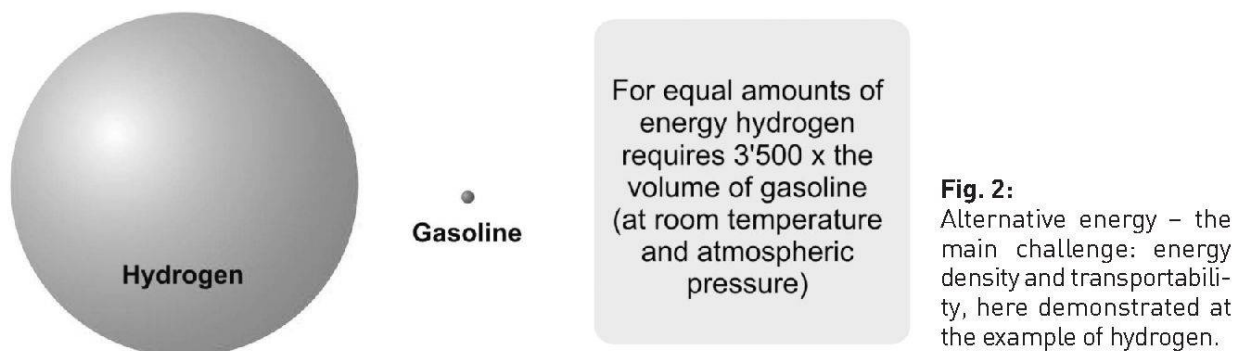 Hydrogen
Gasoline
For equal amounts of
energy hydrogen
requires 3'500 x the
volume of gasoline
(at room temperature
and atmospheric
pressure)
Fig. 2:
Alternative energy – the
main challenge: energy
density and transportabili-
ty, here demonstrated at
the example of hydrogen.